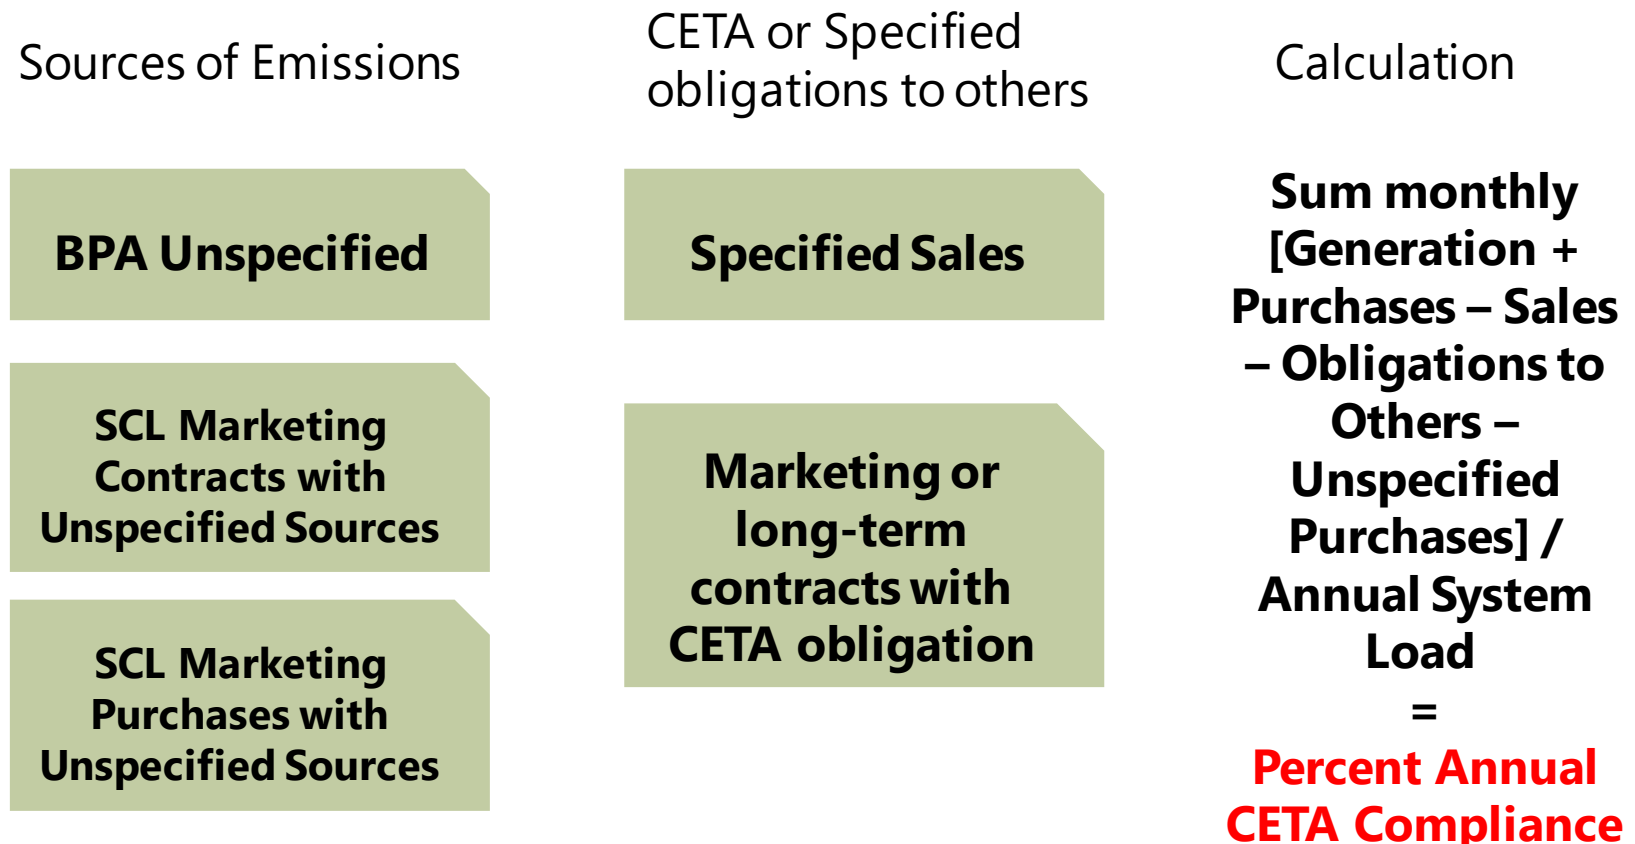 Sources of Emissions
BPA Unspecified
SCL Marketing
Contracts with
Unspecified Sources
SCL Marketing
Purchases with
Unspecified Sources
CETA or Specified
obligations to others
Specified Sales
Marketing or
long-term
contracts with
CETA obligation
Calculation
Sum monthly
[Generation +
Purchases – Sales
– Obligations to
Others –
Unspecified
Purchases] /
Annual System
Load
=
Percent Annual
CETA Compliance